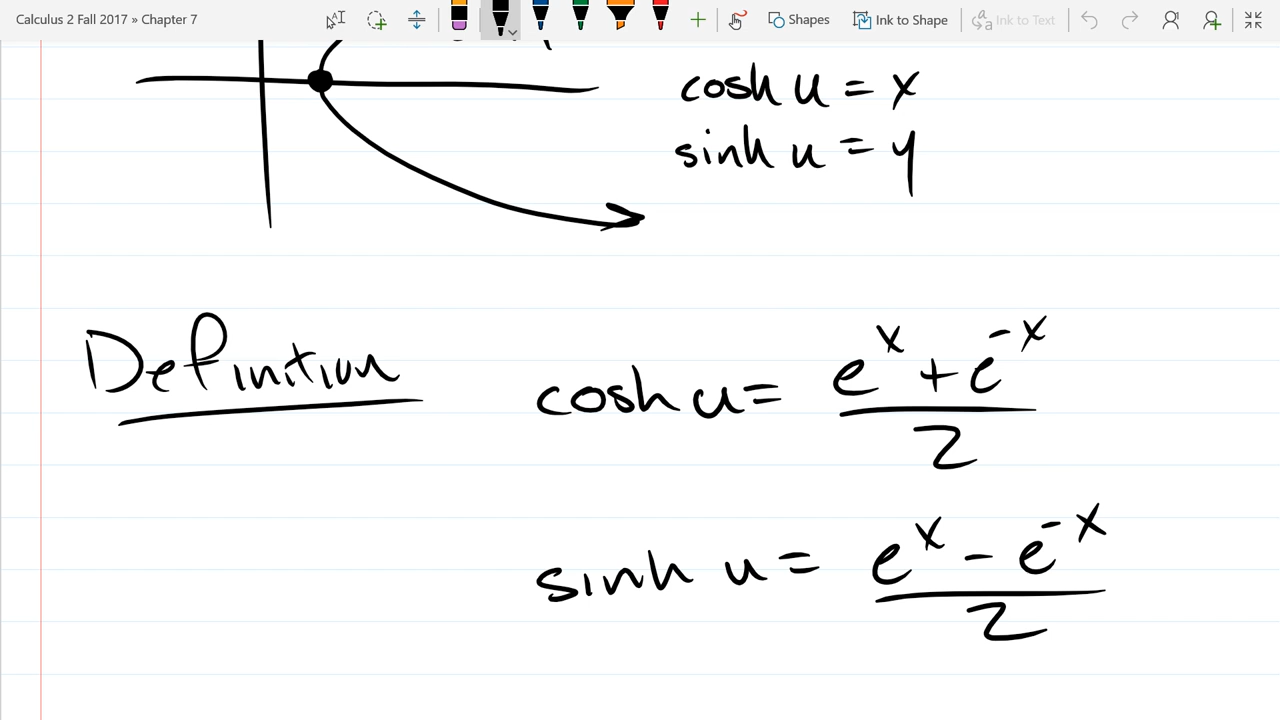 Calculus 2 Fall 2017 » Chapter 7
Shapes
Ink to Shape
Ink to Text
cosh u = x
sinh u = y
Definition
cosh u = (e^x + e^-x)/2
sinh u = (e^x - e^-x)/2